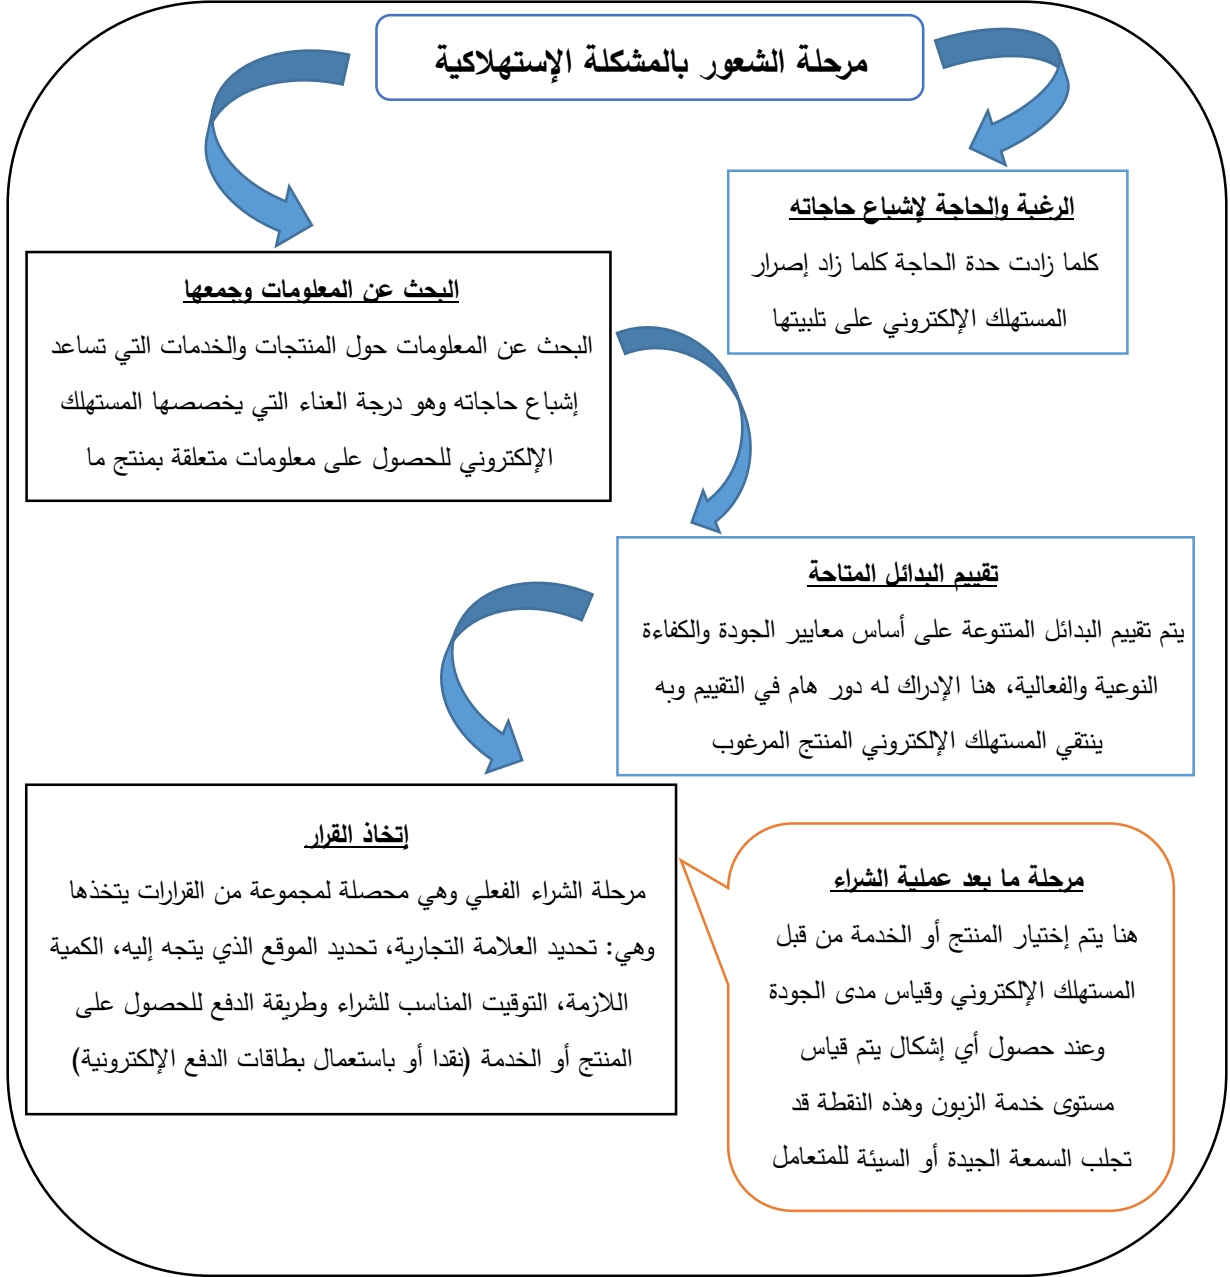 مرحلة الشعور بالمشكلة الإستهلاكية
الرغبة والحاجة لإشباع حاجاته
كلما زادت حدة الحاجة كلما زاد إصرار
المستهلك الإلكتروني على تلبيتها
البحث عن المعلومات وجمعها
البحث عن المعلومات حول المنتجات والخدمات التي تساعد
إشباع حاجاته وهو درجة العناء التي يخصصها المستهلك
الإلكتروني للحصول على معلومات متعلقة بمنتج ما
تقييم البدائل المتاحة
يتم تقييم البدائل المتنوعة على أساس معايير الجودة والكفاءة
النوعية والفعالية، هنا الإدراك له دور هام في التقييم وبه
ينتقي المستهلك الإلكتروني المنتج المرغوب
إتخاذ القرار
مرحلة الشراء الفعلي وهي محصلة لمجموعة من القرارات يتخذها
وهي: تحديد العلامة التجارية، تحديد الموقع الذي يتجه إليه، الكمية
اللازمة، التوقيت المناسب للشراء وطريقة الدفع للحصول على
المنتج أو الخدمة (نقدا أو باستعمال بطاقات الدفع الإلكترونية)
مرحلة ما بعد عملية الشراء
هنا يتم إختيار المنتج أو الخدمة من قبل
المستهلك الإلكتروني وقياس مدى الجودة
وعند حصول أي إشكال يتم قياس
مستوى خدمة الزبون وهذه النقطة قد
تجلب السمعة الجيدة أو السيئة للمتعامل